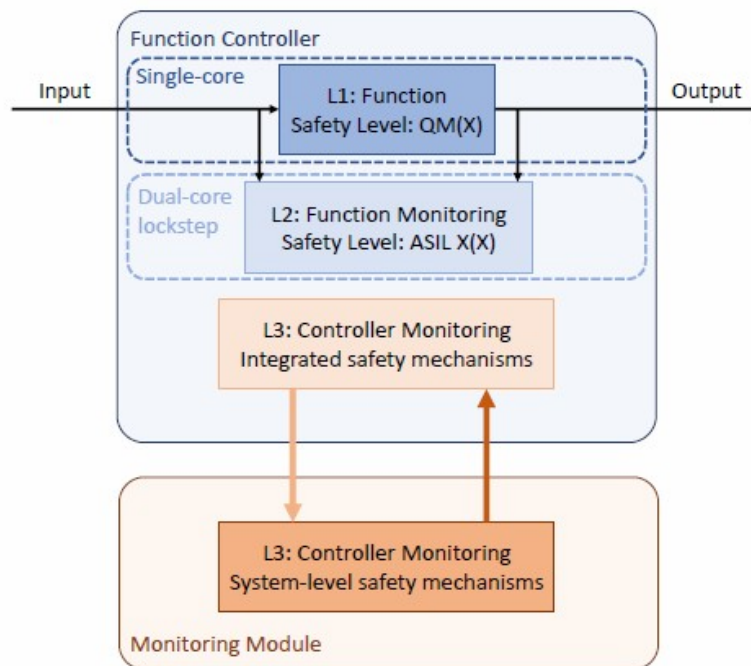 Function Controller
Single-core
Input
L1: Function
Safety Level: QM(X)
Output
Dual-core
lockstep
L2: Function Monitoring
Safety Level: ASIL X(X)
L3: Controller Monitoring
Integrated safety mechanisms
L3: Controller Monitoring
System-level safety mechanisms
Monitoring Module